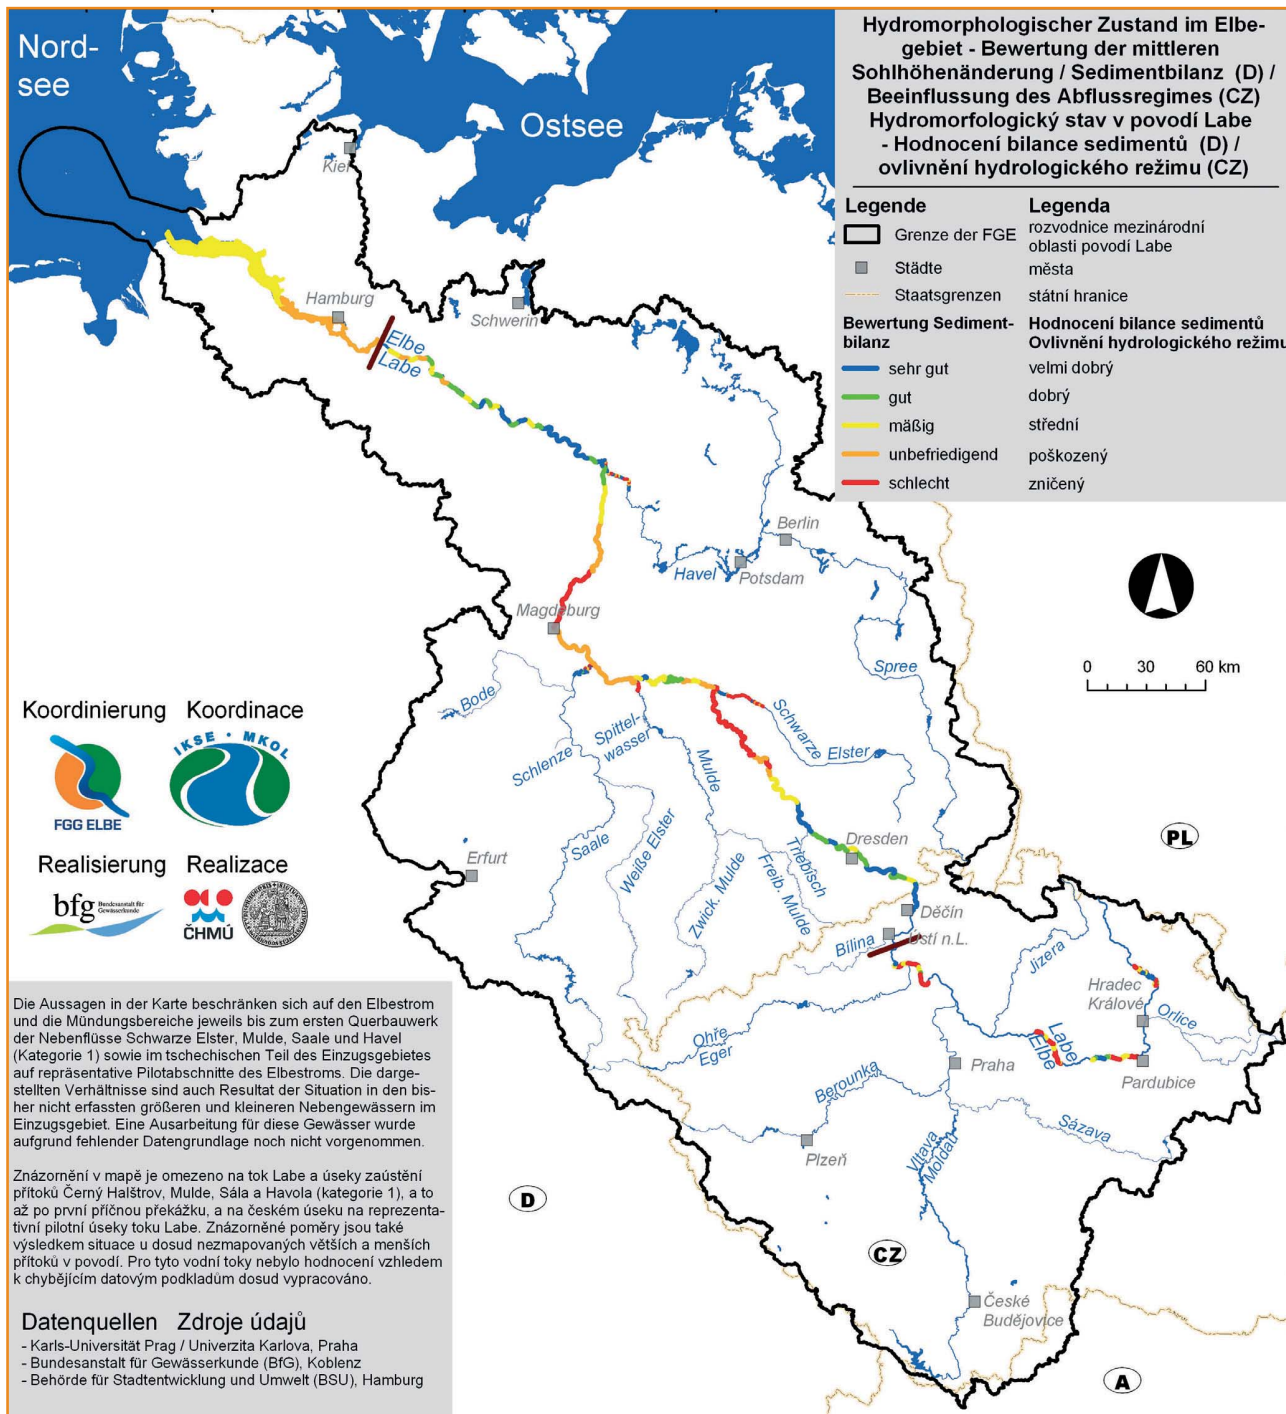 Nord-
see
Ostsee
Kiel
Hamburg
Schwerin
Elbe
Labe
Berlin
Havel
Potsdam
Magdeburg
Spree
Bode
Schlenze
Spittel-
wasser
Mulde
Schwarze Elster
Saale
Weiße Elster
Zwick. Mulde
Freib. Mulde
Triebisch
Dresden
Erfurt
Děčín
Ústí n.L.
Bílina
Jizera
Hradec
Králové
Orlice
Labe
Elbe
Pardubice
Ohře
Eger
Praha
Berounka
Sázava
Plzeň
Vltava
Moldau
České
Budějovice
PL
D
CZ
A
0 30 60 km
Hydromorphologischer Zustand im Elbe-
gebiet - Bewertung der mittleren
Sohlhöhenänderung / Sedimentbilanz (D) /
Beeinflussung des Abflussregimes (CZ)
Hydromorfologický stav v povodí Labe
- Hodnocení bilance sedimentů (D) /
ovlivnění hydrologického režimu (CZ)
Legende Legenda
Grenze der FGE rozvodnice mezinárodní
oblasti povodí Labe
Städte města
Staatsgrenzen státní hranice
Bewertung Sediment- Hodnocení bilance sedimentů
bilanz Ovlivnění hydrologického režimu
sehr gut velmi dobrý
gut dobrý
mäßig střední
unbefriedigend poškozený
schlecht zničený
Koordinierung Koordinace
FGG ELBE
IKSE • MKOL
Realisierung Realizace
bfg Bundesanstalt für
Gewässerkunde
ČHMÚ
Die Aussagen in der Karte beschränken sich auf den Elbestrom
und die Mündungsbereiche jeweils bis zum ersten Querbauwerk
der Nebenflüsse Schwarze Elster, Mulde, Saale und Havel
(Kategorie 1) sowie im tschechischen Teil des Einzugsgebietes
auf repräsentative Pilotabschnitte des Elbestroms. Die darge-
stellten Verhältnisse sind auch Resultat der Situation in den bis-
her nicht erfassten größeren und kleineren Nebengewässern im
Einzugsgebiet. Eine Ausarbeitung für diese Gewässer wurde
aufgrund fehlender Datengrundlage noch nicht vorgenommen.
Znázornění v mapě je omezeno na tok Labe a úseky zaústění
přítoků Černý Halštrov, Mulde, Sála a Havola (kategorie 1), a to
až po první příčnou překážku, a na českém úseku na reprezenta-
tivní pilotní úseky toku Labe. Znázorněné poměry jsou také
výsledkem situace u dosud nezmapovaných větších a menších
přítoků v povodí. Pro tyto vodní toky nebylo hodnocení vzhledem
k chybějícím datovým podkladům dosud vypracováno.
Datenquellen Zdroje údajů
- Karls-Universität Prag / Univerzita Karlova, Praha
- Bundesanstalt für Gewässerkunde (BfG), Koblenz
- Behörde für Stadtentwicklung und Umwelt (BSU), Hamburg